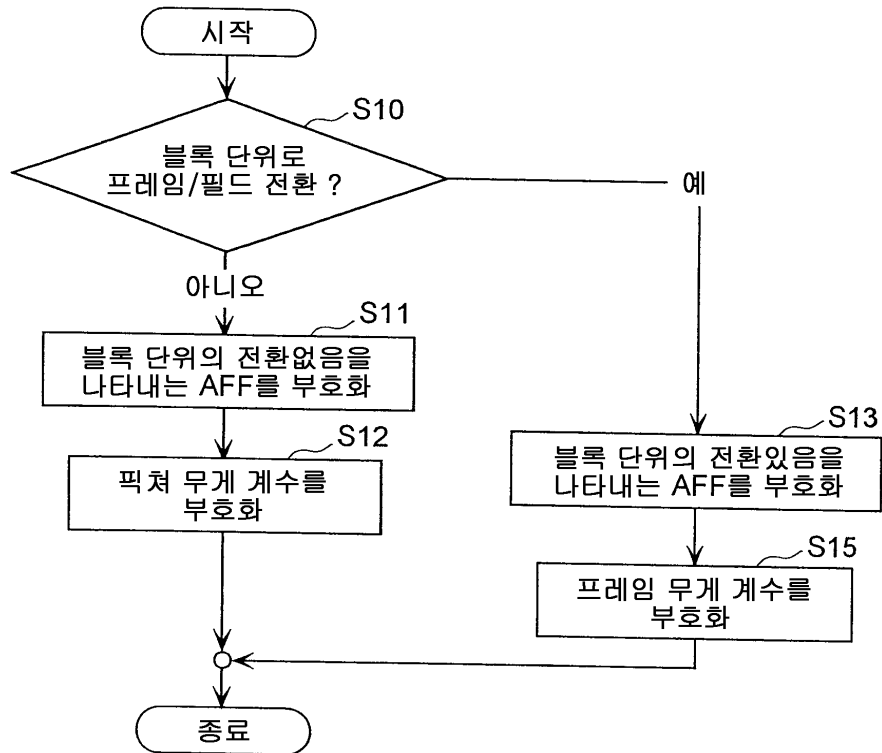 시작
S10
블록 단위로
프레임/필드 전환 ?
예
아니오
S11
블록 단위의 전환없음을
나타내는 AFF를 부호화
S12
픽쳐 무게 계수를
부호화
S13
블록 단위의 전환있음을
나타내는 AFF를 부호화
S15
프레임 무게 계수를
부호화
종료